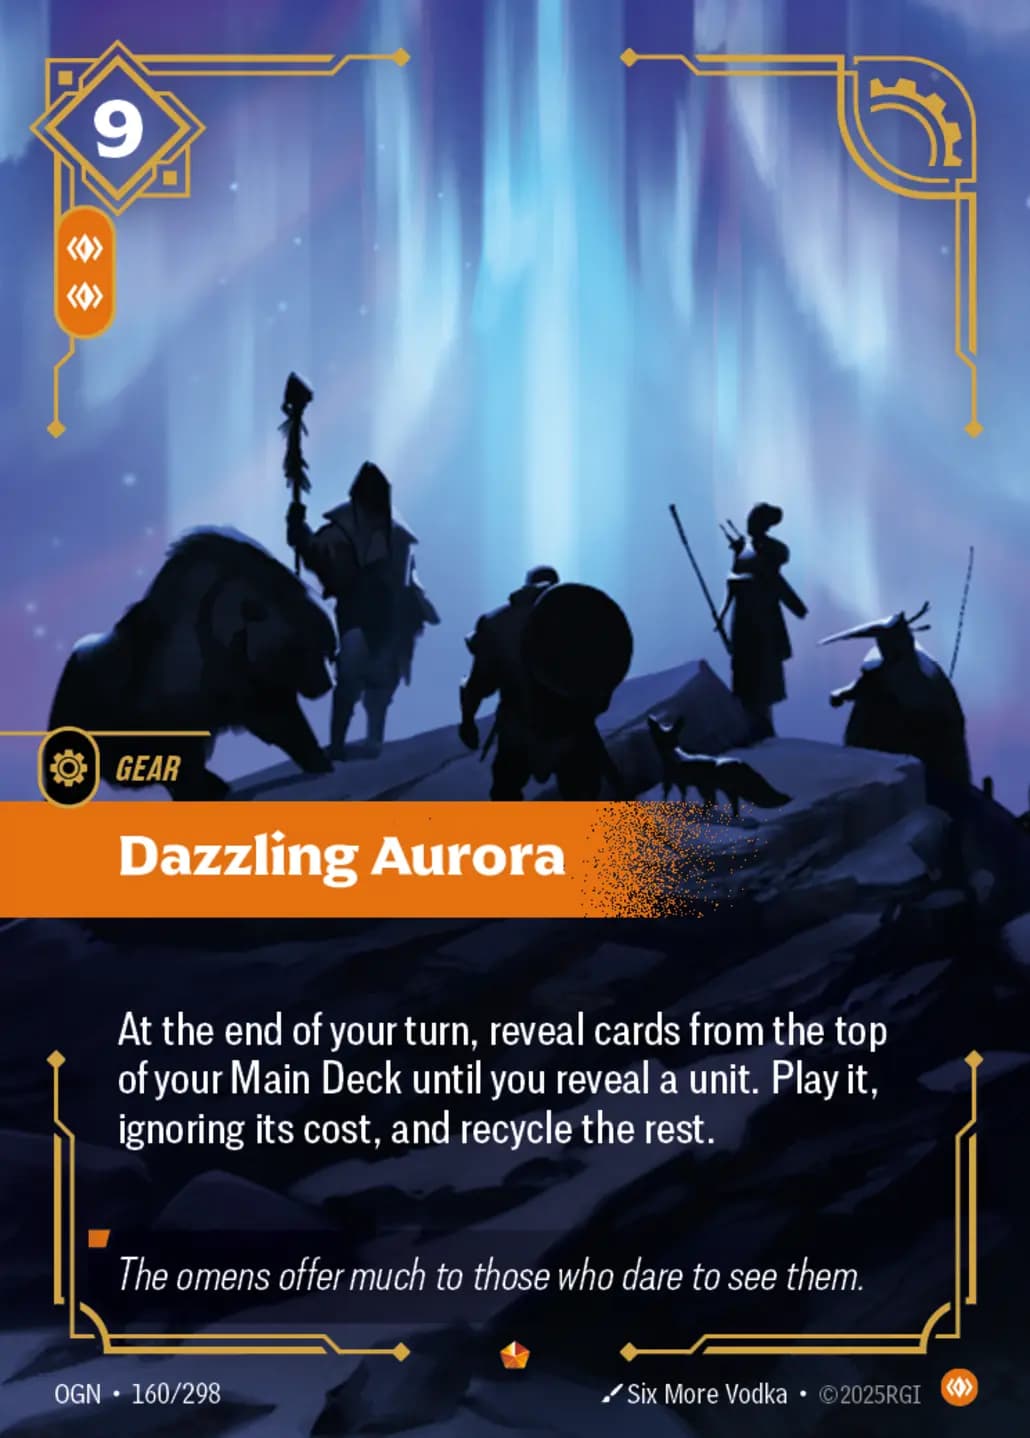 9
GEAR
Dazzling Aurora
At the end of your turn, reveal cards from the top
of your Main Deck until you reveal a unit. Play it,
ignoring its cost, and recycle the rest.
The omens offer much to those who dare to see them.
OGN • 160/298
Six More Vodka • ©2025RGI